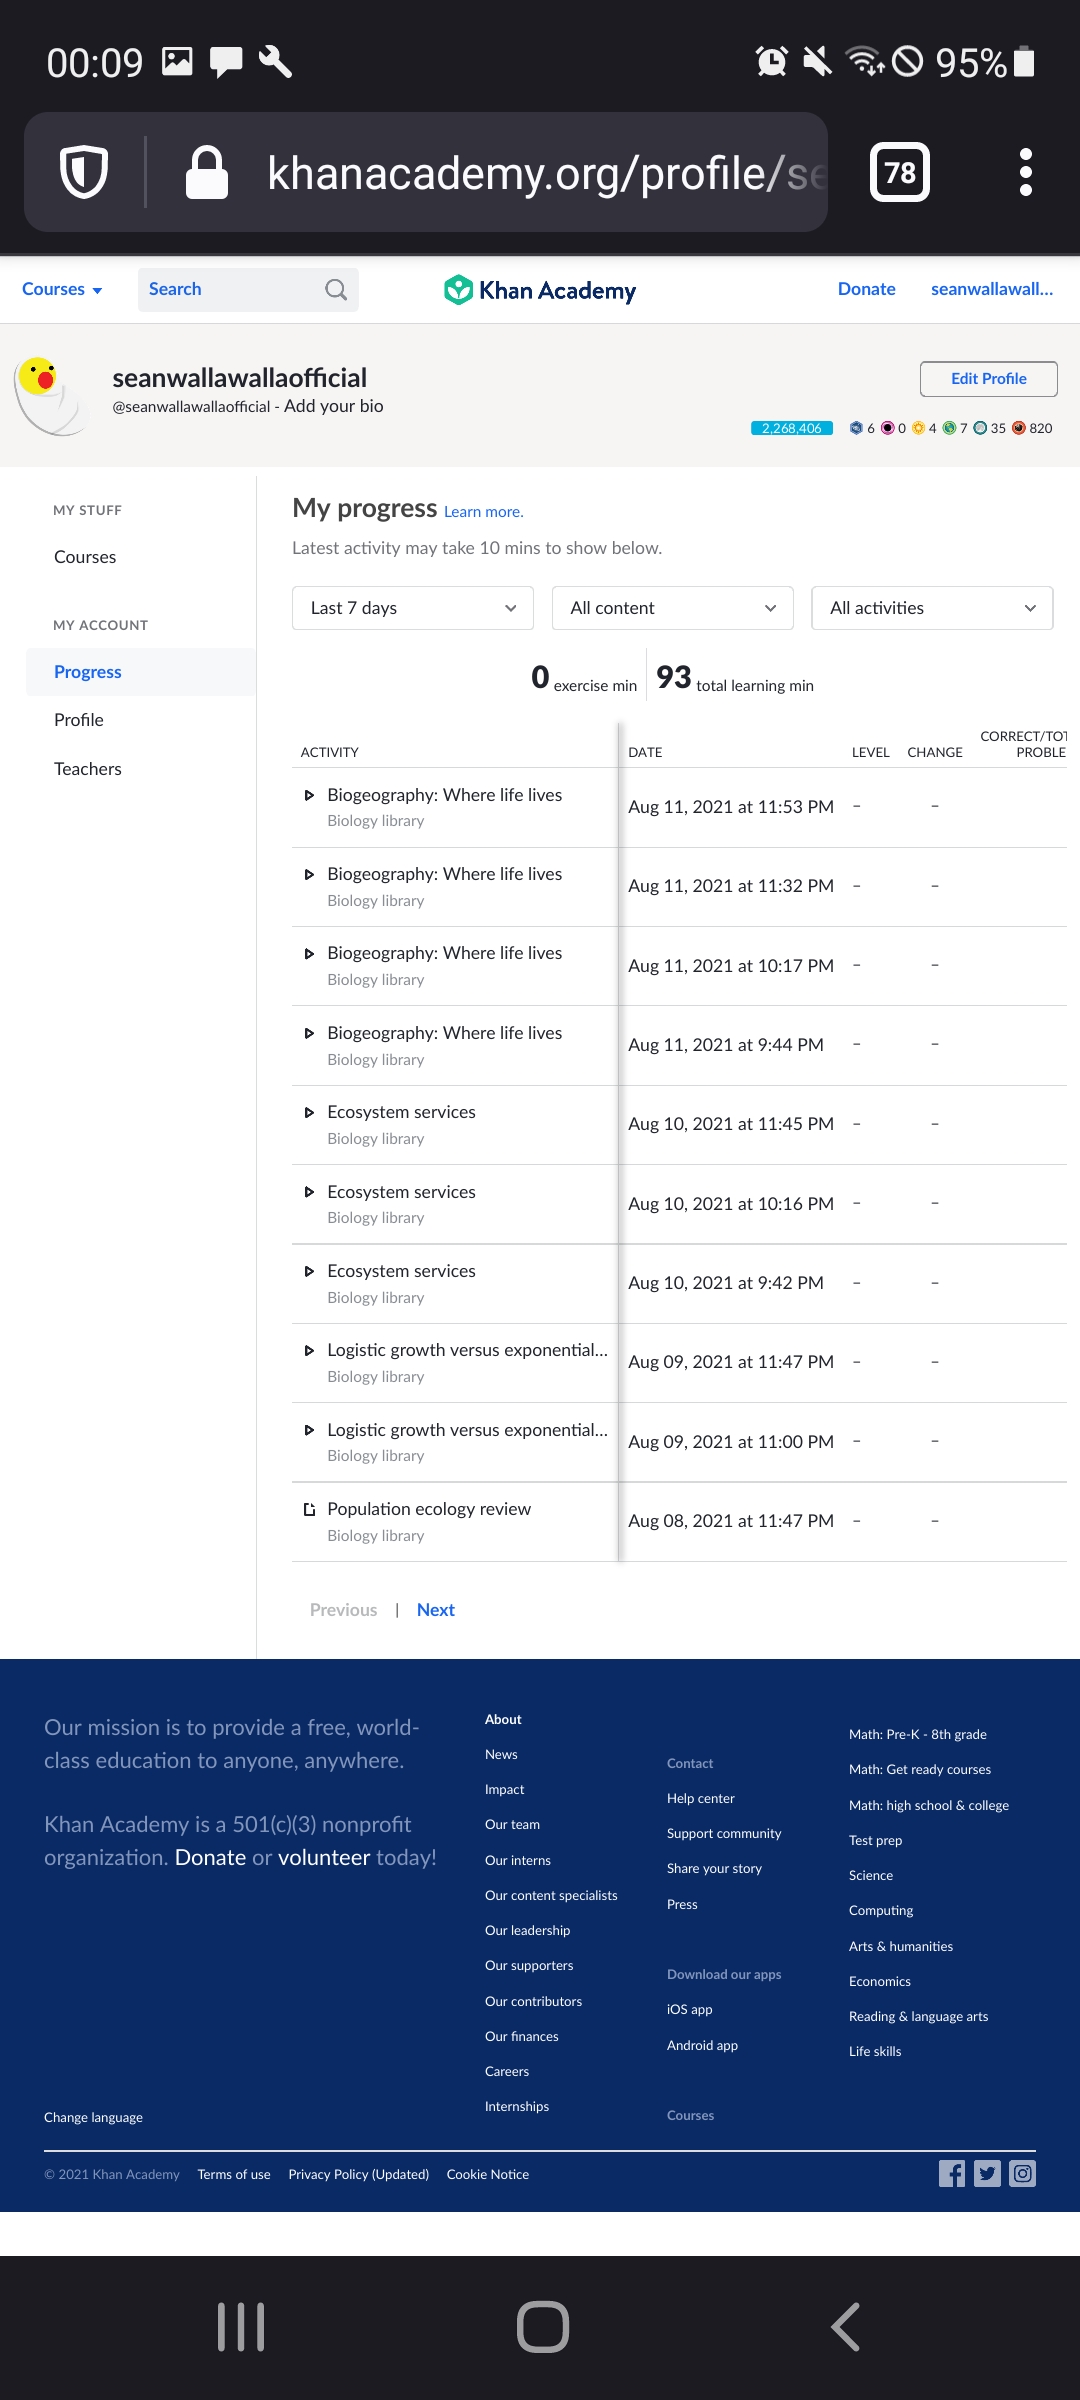 00:09
95%
khanacademy.org/profile/se
78
Courses
Search
Khan Academy
Donate
seanwallawall...
seanwallawallaofficial
@seanwallawallaofficial - Add your bio
Edit Profile
2,268,406
6
0
4
7
35
820
MY STUFF
Courses
MY ACCOUNT
Progress
Profile
Teachers
My progress Learn more.
Latest activity may take 10 mins to show below.
Last 7 days
All content
All activities
0 exercise min
93 total learning min
ACTIVITY
DATE
LEVEL
CHANGE
CORRECT/TOT
PROBLE
Biogeography: Where life lives
Biology library
Aug 11, 2021 at 11:53 PM
–
–
Biogeography: Where life lives
Biology library
Aug 11, 2021 at 11:32 PM
–
–
Biogeography: Where life lives
Biology library
Aug 11, 2021 at 10:17 PM
–
–
Biogeography: Where life lives
Biology library
Aug 11, 2021 at 9:44 PM
–
–
Ecosystem services
Biology library
Aug 10, 2021 at 11:45 PM
–
–
Ecosystem services
Biology library
Aug 10, 2021 at 10:16 PM
–
–
Ecosystem services
Biology library
Aug 10, 2021 at 9:42 PM
–
–
Logistic growth versus exponential...
Biology library
Aug 09, 2021 at 11:47 PM
–
–
Logistic growth versus exponential...
Biology library
Aug 09, 2021 at 11:00 PM
–
–
Population ecology review
Biology library
Aug 08, 2021 at 11:47 PM
–
–
Previous | Next
Our mission is to provide a free, world-
class education to anyone, anywhere.
Khan Academy is a 501(c)(3) nonprofit
organization. Donate or volunteer today!
About
News
Impact
Our team
Our interns
Our content specialists
Our leadership
Our supporters
Our contributors
Our finances
Careers
Internships
Contact
Help center
Support community
Share your story
Press
Download our apps
iOS app
Android app
Courses
Math: Pre-K - 8th grade
Math: Get ready courses
Math: high school & college
Test prep
Science
Computing
Arts & humanities
Economics
Reading & language arts
Life skills
Change language
© 2021 Khan Academy
Terms of use
Privacy Policy (Updated)
Cookie Notice